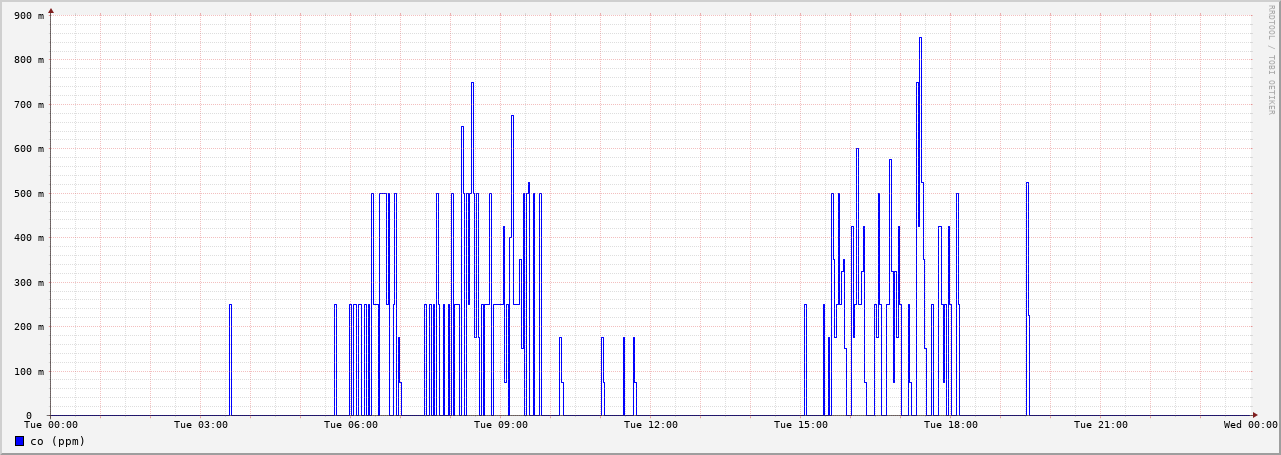 900 m
800 m
700 m
600 m
500 m
400 m
300 m
200 m
100 m
0
Tue 00:00 Tue 03:00 Tue 06:00 Tue 09:00 Tue 12:00 Tue 15:00 Tue 18:00 Tue 21:00 Wed 00:00
co (ppm)
RRDTOOL / TOBI OETIKER